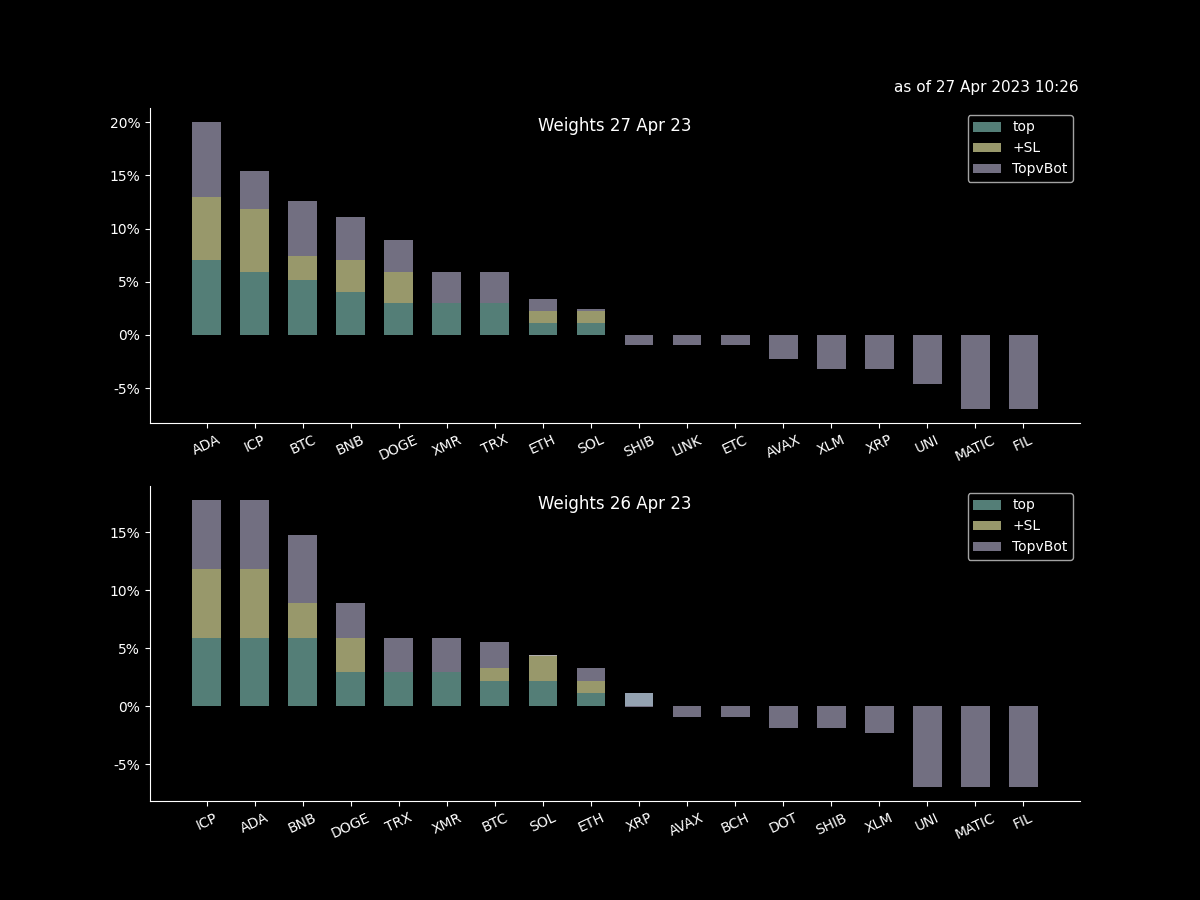 as of 27 Apr 2023 10:26
Weights 27 Apr 23
top
+SL
TopvBot
20%
15%
10%
5%
0%
-5%
ADA ICP BTC BNB DOGE XMR TRX ETH SOL SHIB LINK ETC AVAX XLM XRP UNI MATIC FIL
Weights 26 Apr 23
top
+SL
TopvBot
15%
10%
5%
0%
-5%
ICP ADA BNB DOGE TRX XMR BTC SOL ETH XRP AVAX BCH DOT SHIB XLM UNI MATIC FIL